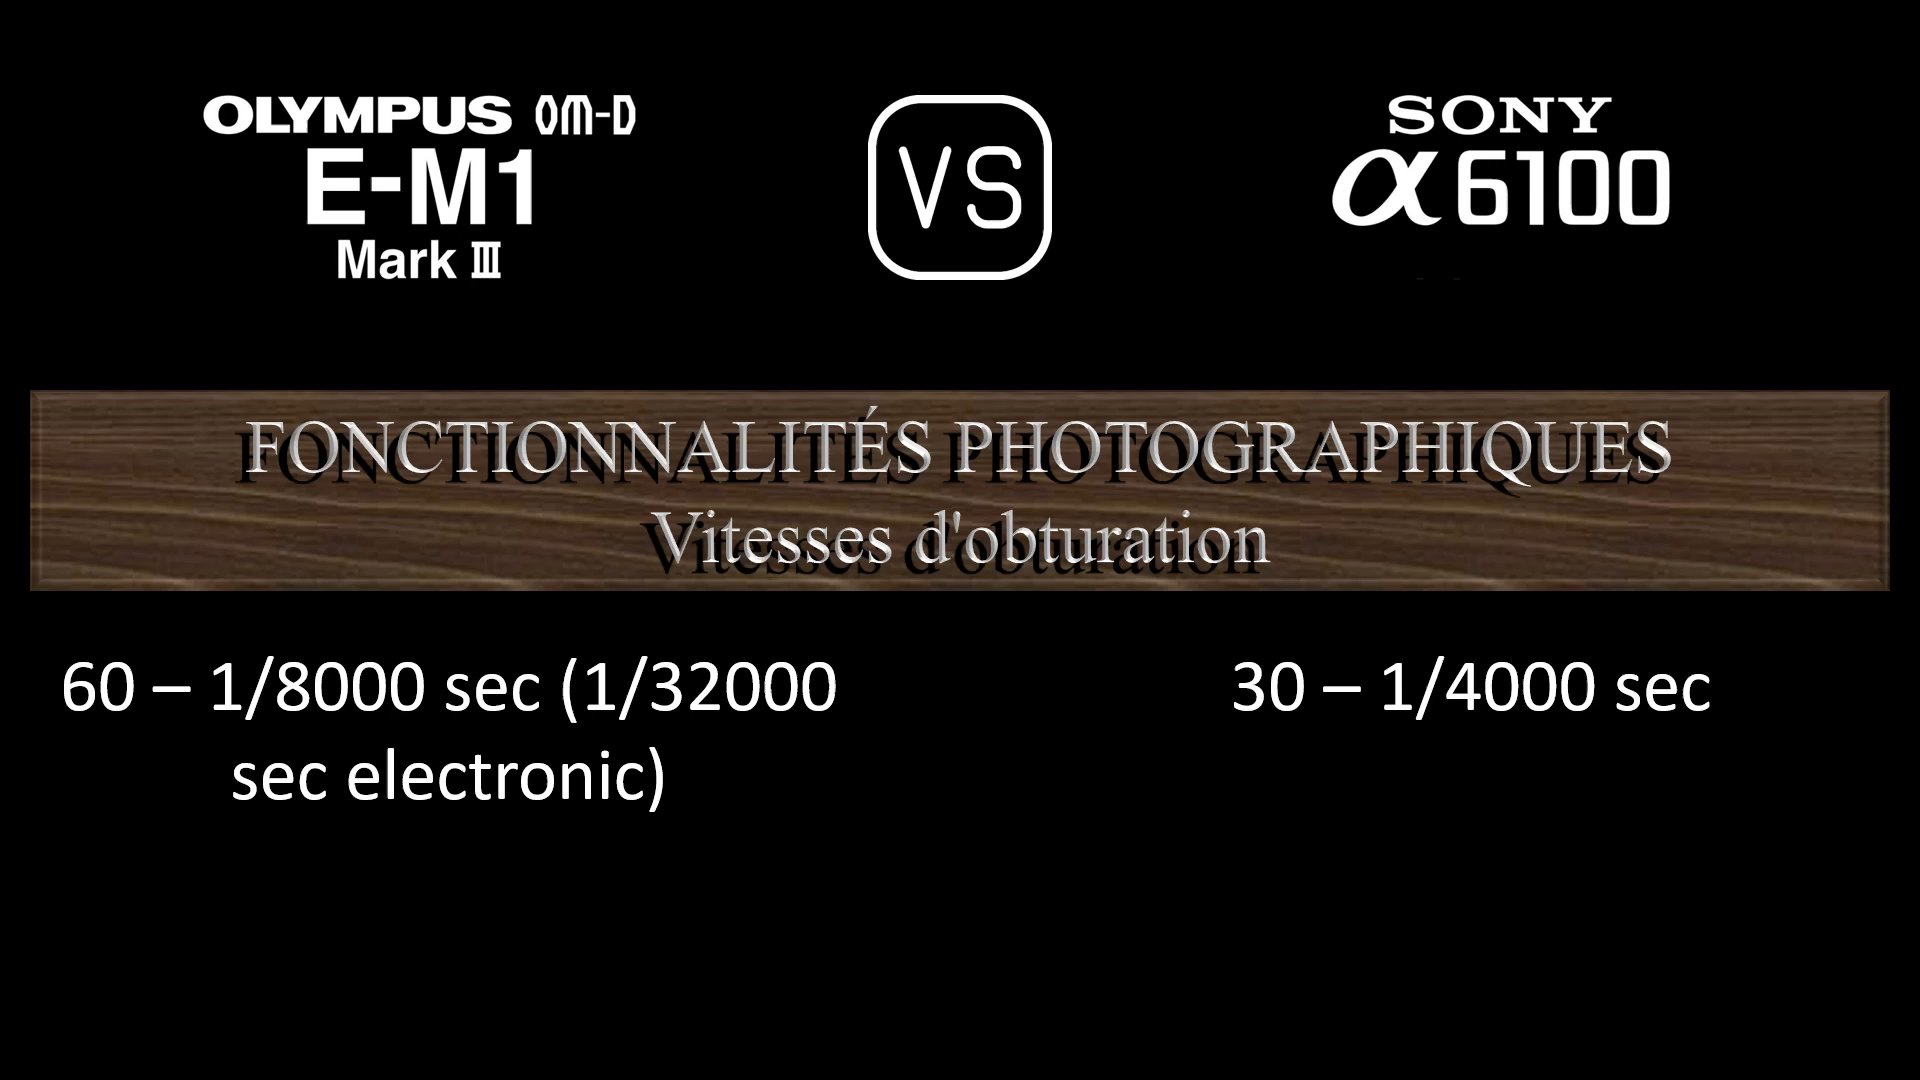 OLYMPUS OM-D
E-M1
Mark III
VS
SONY
α6100
FONCTIONNALITÉS PHOTOGRAPHIQUES
Vitesses d'obturation
60 – 1/8000 sec (1/32000
sec electronic)
30 – 1/4000 sec